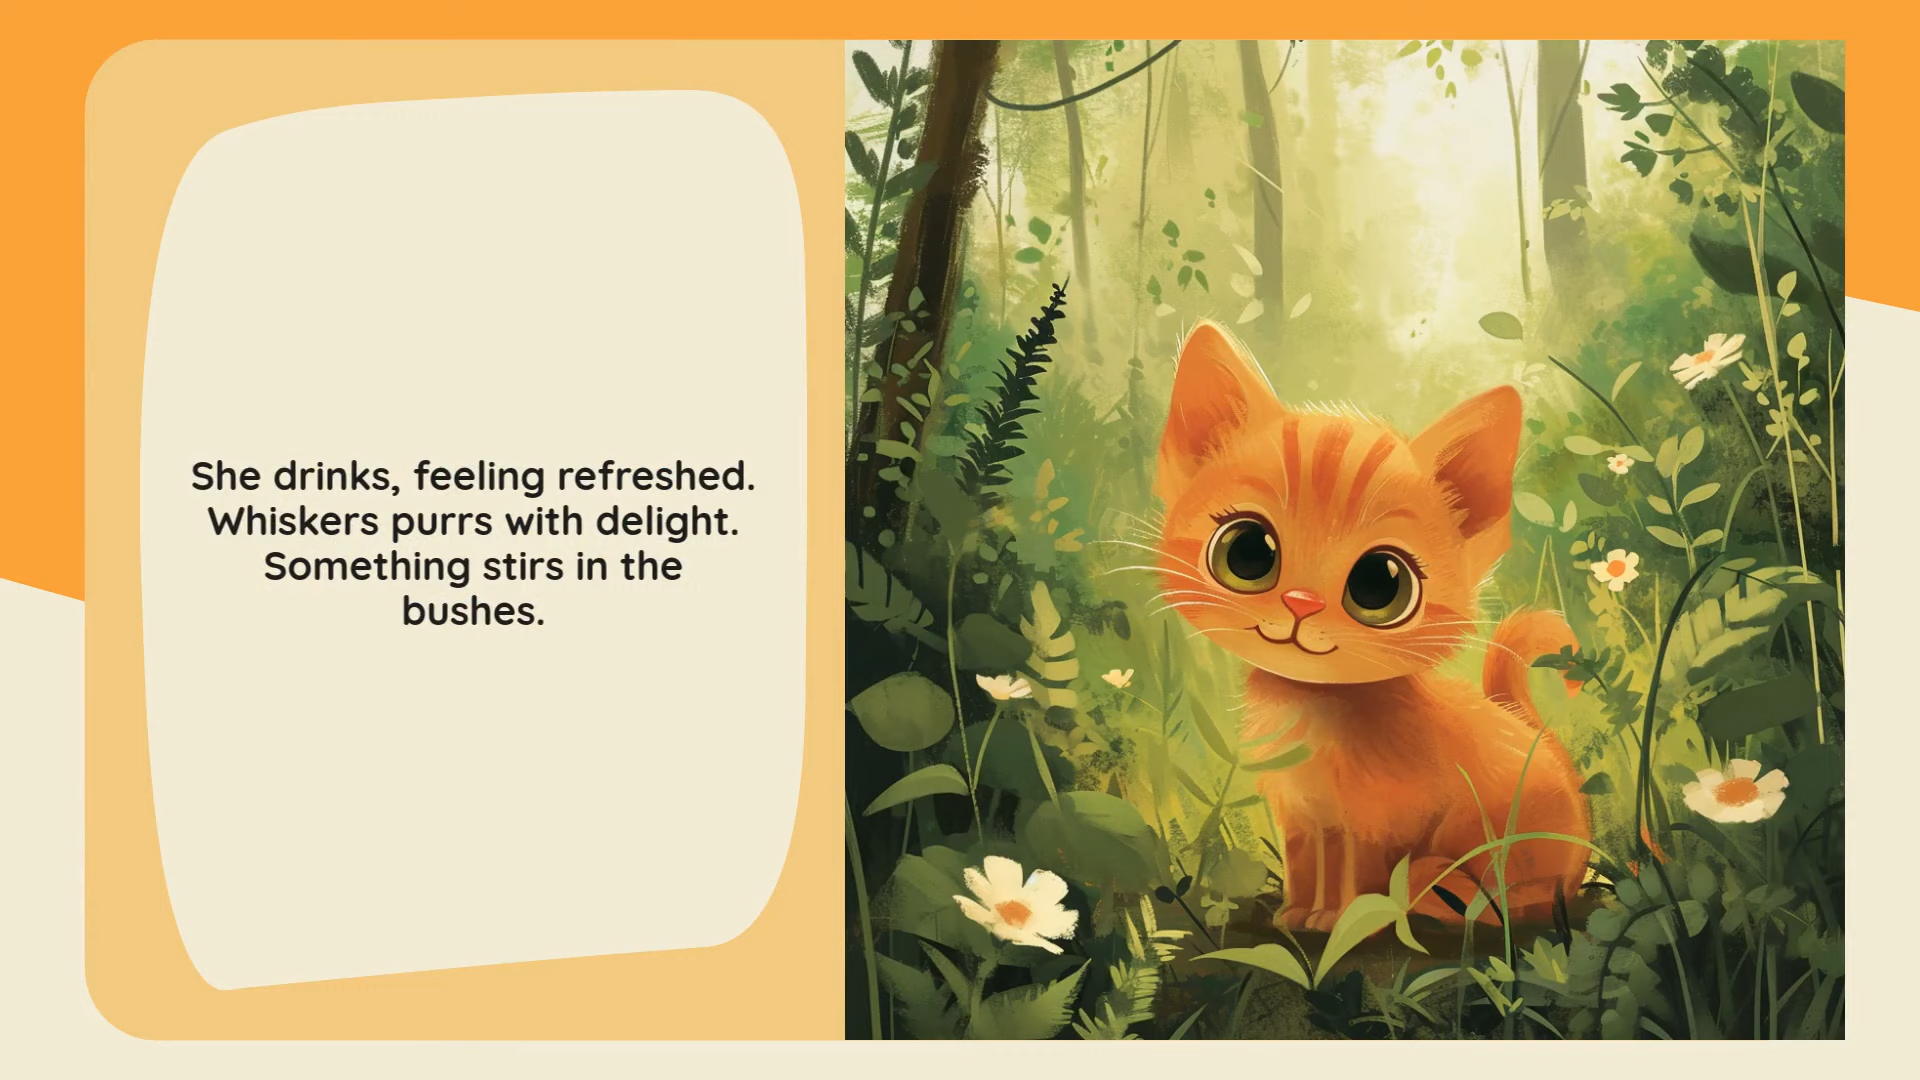 She drinks, feeling refreshed.
Whiskers purrs with delight.
Something stirs in the
bushes.